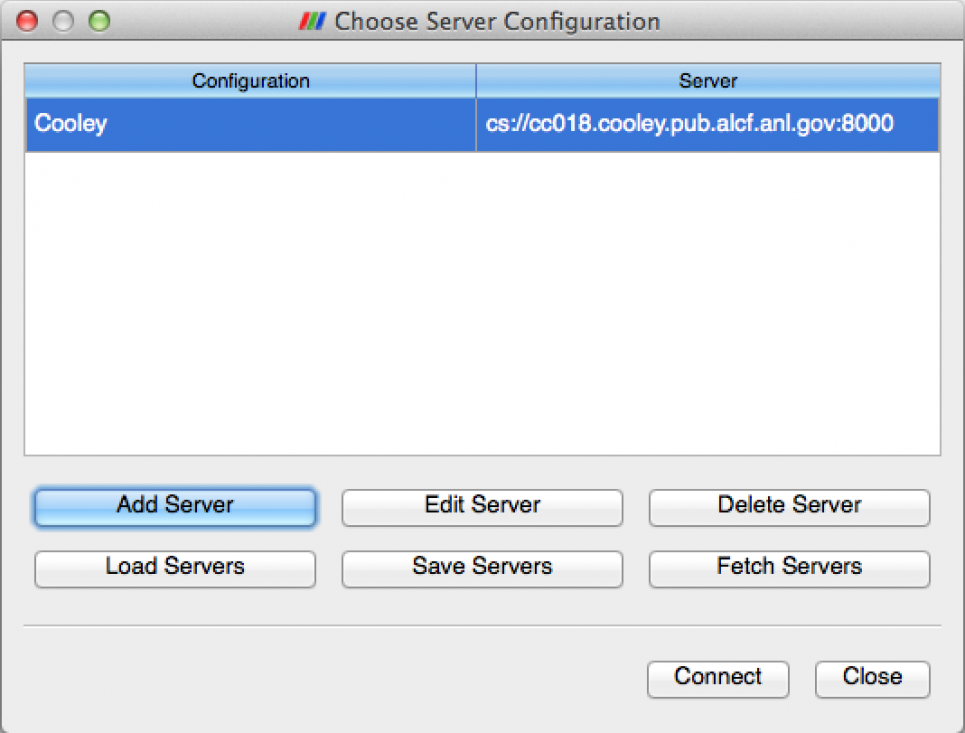 Choose Server Configuration
Configuration Server
Cooley cs://cc018.cooley.pub.alcf.anl.gov:8000
Add Server Edit Server Delete Server
Load Servers Save Servers Fetch Servers
Connect Close